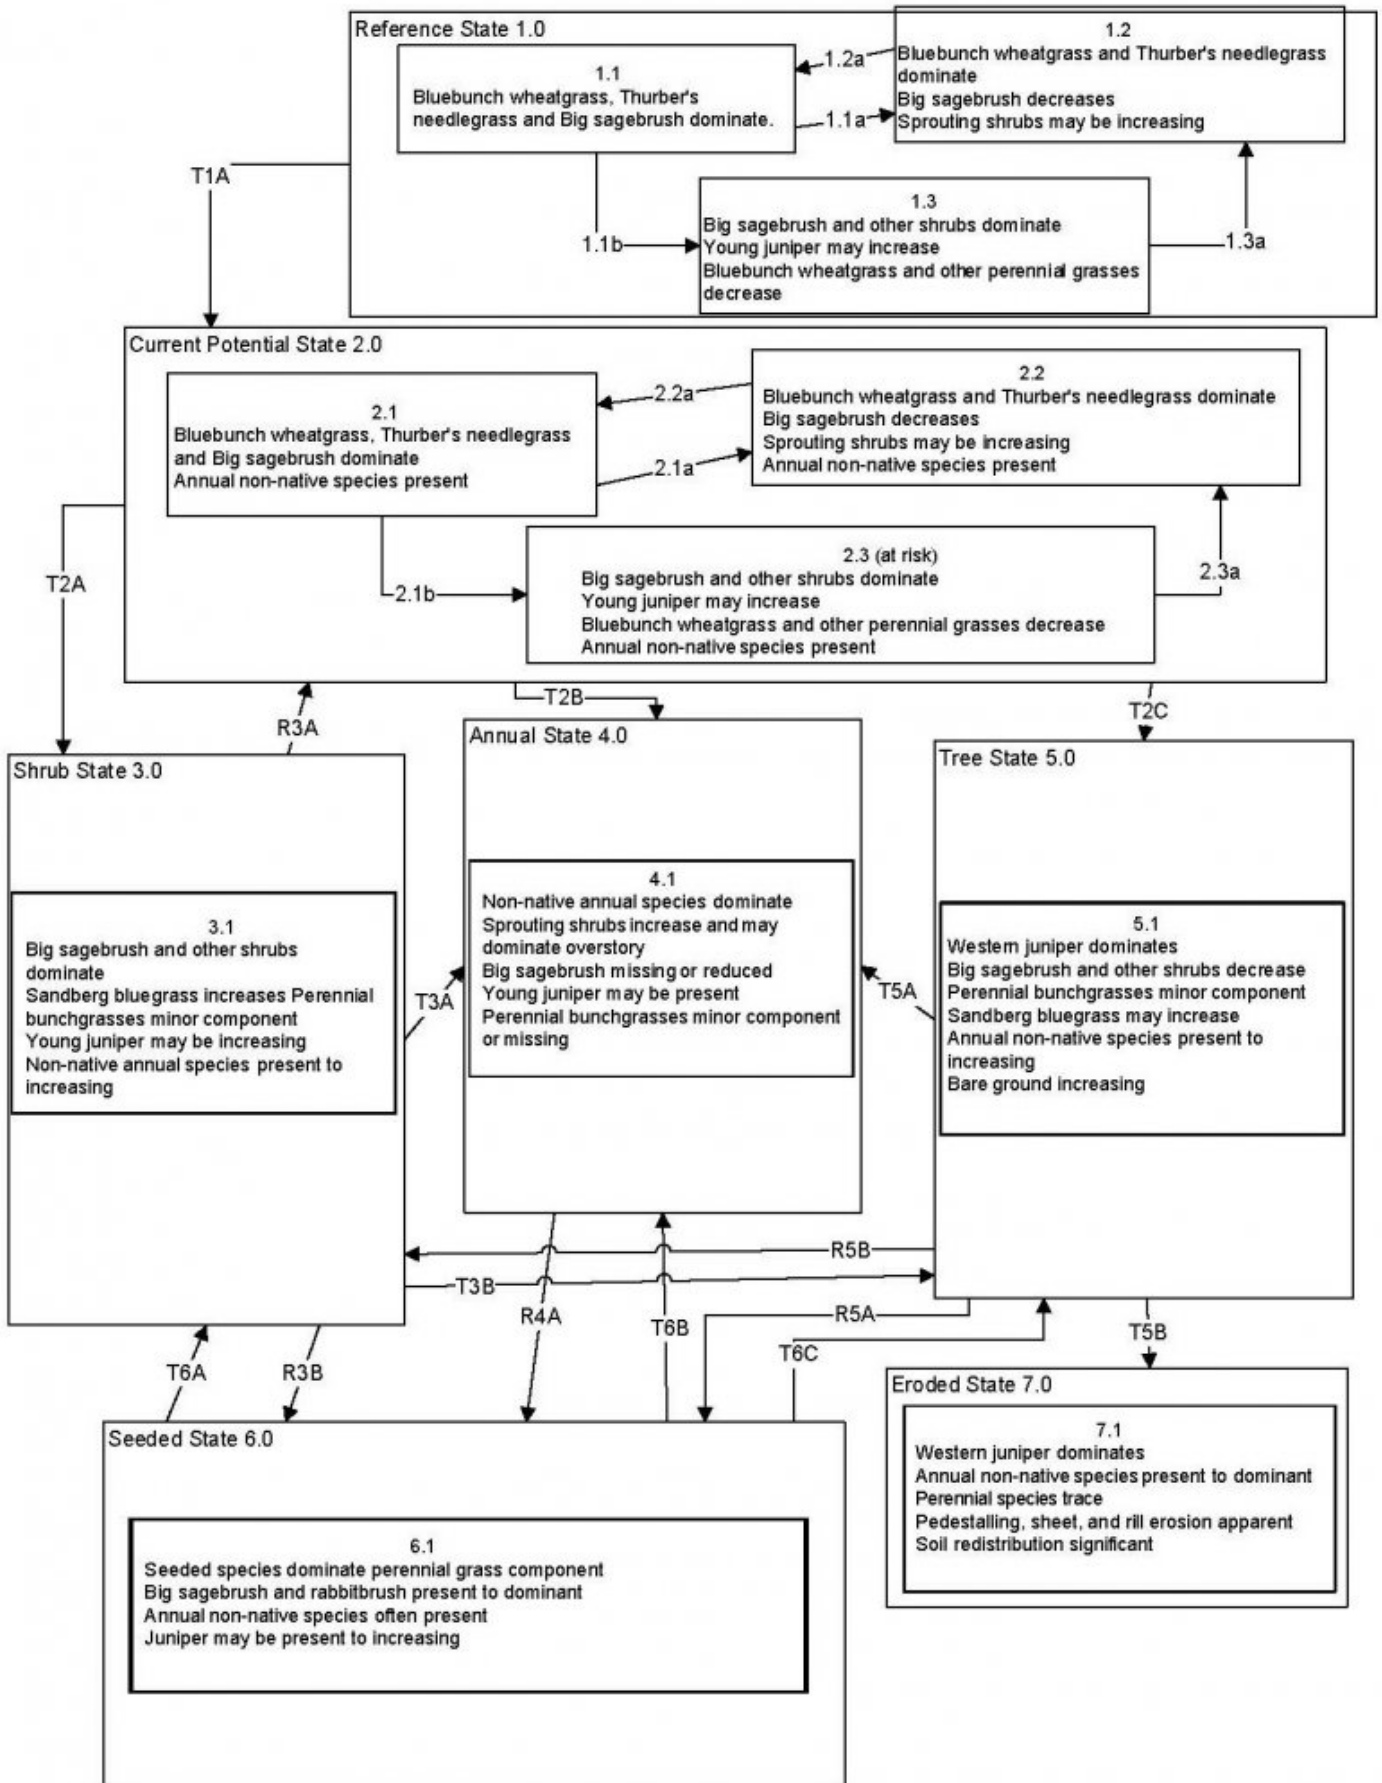 Reference State 1.0
1.1
Bluebunch wheatgrass, Thurber's
needlegrass and Big sagebrush dominate.
1.2a
1.1a
1.2
Bluebunch wheatgrass and Thurber's needlegrass
dominate
Big sagebrush decreases
Sprouting shrubs may be increasing
T1A
1.1b
1.3
Big sagebrush and other shrubs dominate
Young juniper may increase
Bluebunch wheatgrass and other perennial grasses
decrease
1.3a
Current Potential State 2.0
2.1
Bluebunch wheatgrass, Thurber's needlegrass
and Big sagebrush dominate
Annual non-native species present
2.2a
2.1a
2.2
Bluebunch wheatgrass and Thurber's needlegrass dominate
Big sagebrush decreases
Sprouting shrubs may be increasing
Annual non-native species present
T2A
2.1b
2.3 (at risk)
Big sagebrush and other shrubs dominate
Young juniper may increase
Bluebunch wheatgrass and other perennial grasses decrease
Annual non-native species present
2.3a
R3A
T2B
T2C
Shrub State 3.0
3.1
Big sagebrush and other shrubs
dominate
Sandberg bluegrass increases Perennial
bunchgrasses minor component
Young juniper may be increasing
Non-native annual species present to
increasing
T3A
Annual State 4.0
4.1
Non-native annual species dominate
Sprouting shrubs increase and may
dominate overstory
Big sagebrush missing or reduced
Young juniper may be present
Perennial bunchgrasses minor component
or missing
T5A
Tree State 5.0
5.1
Western juniper dominates
Big sagebrush and other shrubs decrease
Perennial bunchgrasses minor component
Sandberg bluegrass may increase
Annual non-native species present to
increasing
Bare ground increasing
R5B
T3B
R4A
T6B
R5A
T6C
T5B
T6A
R3B
Seeded State 6.0
6.1
Seeded species dominate perennial grass component
Big sagebrush and rabbitbrush present to dominant
Annual non-native species often present
Juniper may be present to increasing
Eroded State 7.0
7.1
Western juniper dominates
Annual non-native species present to dominant
Perennial species trace
Pedestalling, sheet, and rill erosion apparent
Soil redistribution significant